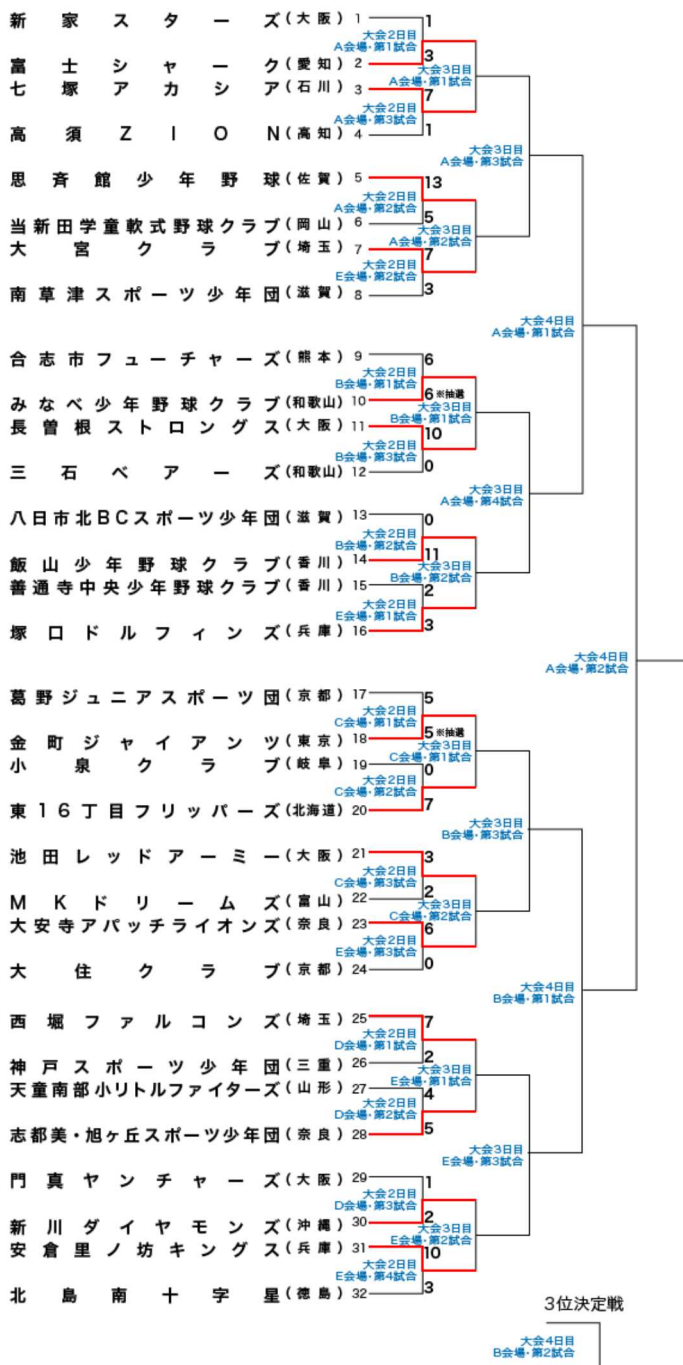 新家スターズ(大阪) 1 1
大会2日目
A会場・第1試合
富士シャーク(愛知) 2 3
大会3日目
A会場・第1試合
七塚アカシア(石川) 3 7
大会2日目
A会場・第3試合
高須ZION(高知) 4 1
大会3日目
A会場・第3試合
思斉館少年野球(佐賀) 5 13
大会2日目
A会場・第2試合
当新田学童軟式野球クラブ(岡山) 6 5
大会3日目
A会場・第2試合
大宮クラブ(埼玉) 7 7
大会2日目
E会場・第2試合
南草津スポーツ少年団(滋賀) 8 3
大会4日目
A会場・第1試合
合志市フューチャーズ(熊本) 9 6
大会2日目
B会場・第1試合
みなべ少年野球クラブ(和歌山) 10 6※抽選
大会3日目
B会場・第1試合
長曽根ストロングス(大阪) 11 10
大会2日目
B会場・第3試合
三石ベアーズ(和歌山) 12 0
大会3日目
A会場・第4試合
八日市北BCスポーツ少年団(滋賀) 13 0
大会2日目
B会場・第2試合
飯山少年野球クラブ(香川) 14 11
大会3日目
B会場・第2試合
善通寺中央少年野球クラブ(香川) 15 2
大会2日目
E会場・第1試合
塚口ドルフィンズ(兵庫) 16 3
大会4日目
A会場・第2試合
葛野ジュニアスポーツ団(京都) 17 5
大会2日目
C会場・第1試合
金町ジャイアンツ(東京) 18 5※抽選
大会3日目
C会場・第1試合
小泉クラブ(岐阜) 19 0
大会2日目
C会場・第2試合
東16丁目フリッパーズ(北海道) 20 7
大会3日目
B会場・第3試合
池田レッドアーミー(大阪) 21 3
大会2日目
C会場・第3試合
MKドリームズ(富山) 22 2
大会3日目
C会場・第2試合
大安寺アパッチライオンズ(奈良) 23 6
大会2日目
E会場・第3試合
大住クラブ(京都) 24 0
大会4日目
B会場・第1試合
西堀ファルコンズ(埼玉) 25 7
大会2日目
D会場・第1試合
神戸スポーツ少年団(三重) 26 2
大会3日目
E会場・第1試合
天童南部小リトルファイターズ(山形) 27 4
大会2日目
D会場・第2試合
志都美・旭ヶ丘スポーツ少年団(奈良) 28 5
大会3日目
E会場・第3試合
門真ヤンチャーズ(大阪) 29 1
大会2日目
D会場・第3試合
新川ダイヤモンズ(沖縄) 30 2
大会3日目
E会場・第2試合
安倉里ノ坊キングス(兵庫) 31 10
大会2日目
E会場・第4試合
北島南十字星(徳島) 32 3
3位決定戦
大会4日目
B会場・第2試合